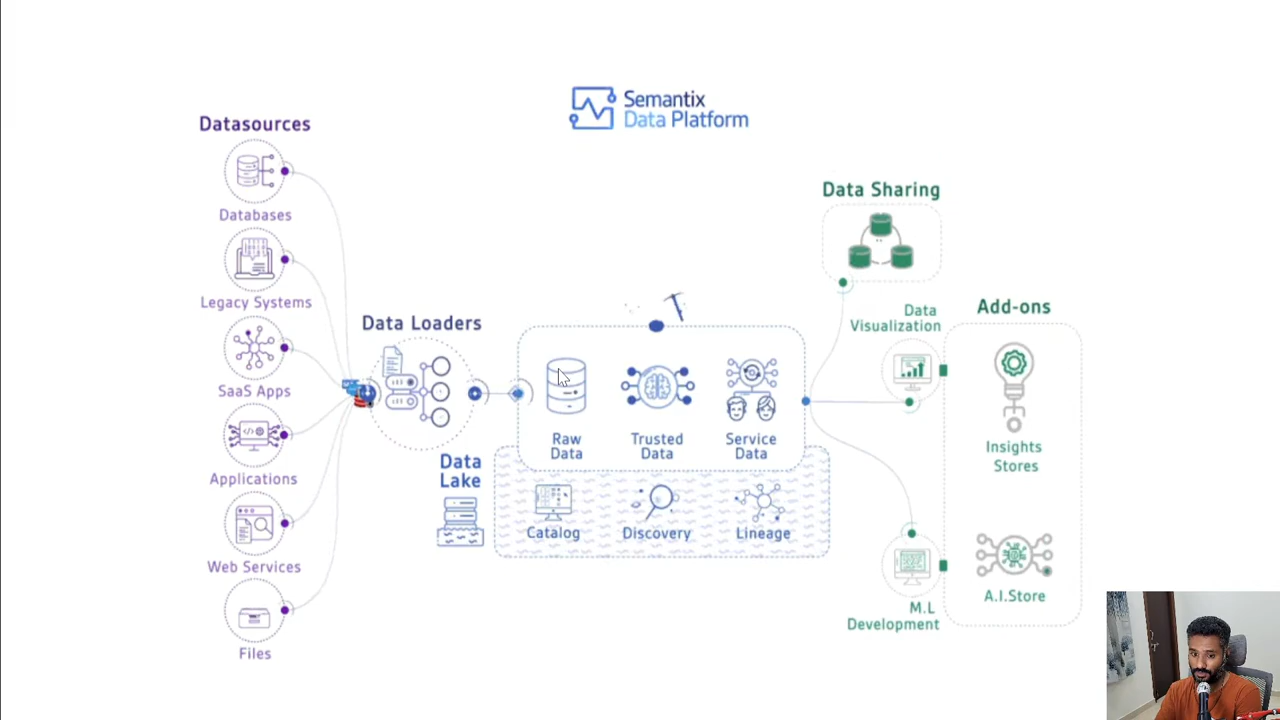 Semantix
Data Platform
Datasources
Databases
Legacy Systems
SaaS Apps
Applications
Web Services
Files
Data Loaders
Data
Lake
Raw
Data
Trusted
Data
Service
Data
Catalog
Discovery
Lineage
Data Sharing
Data
Visualization
M.L
Development
Add-ons
Insights
Stores
A.I.Store